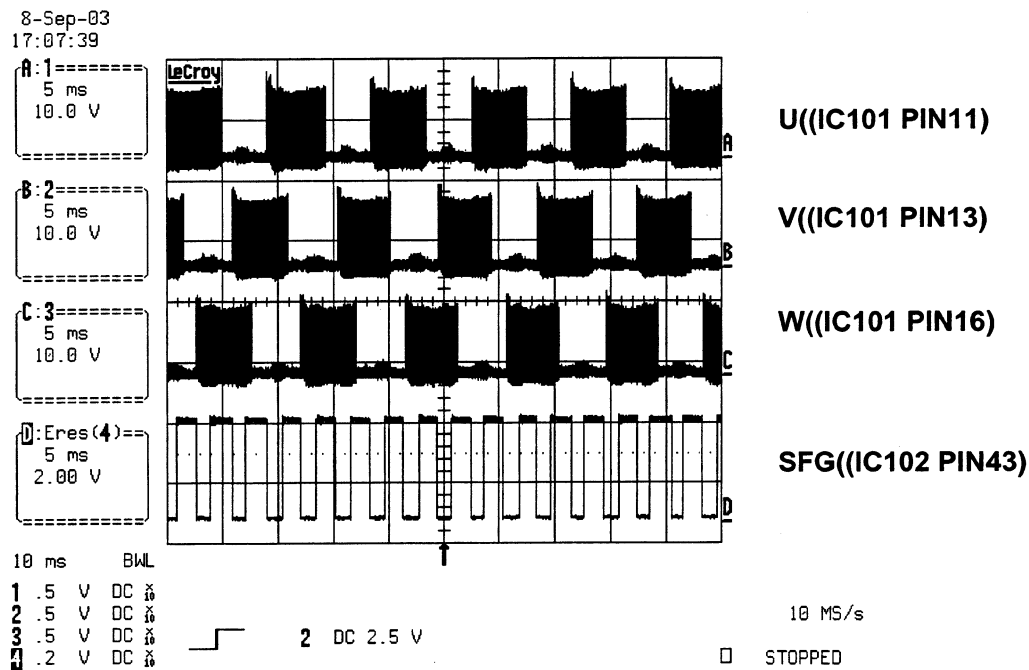 8-Sep-03
17:07:39
A:1
5 ms
10.0 V
LeCroy
A
U((IC101 PIN11)
B:2
5 ms
10.0 V
B
V((IC101 PIN13)
C:3
5 ms
10.0 V
C
W((IC101 PIN16)
D:Eres(4)
5 ms
2.00 V
D
SFG((IC102 PIN43)
10 ms BWL
1 .5 V DC x10
2 .5 V DC x10
3 .5 V DC x10
4 .2 V DC x10
2 DC 2.5 V
10 MS/s
STOPPED